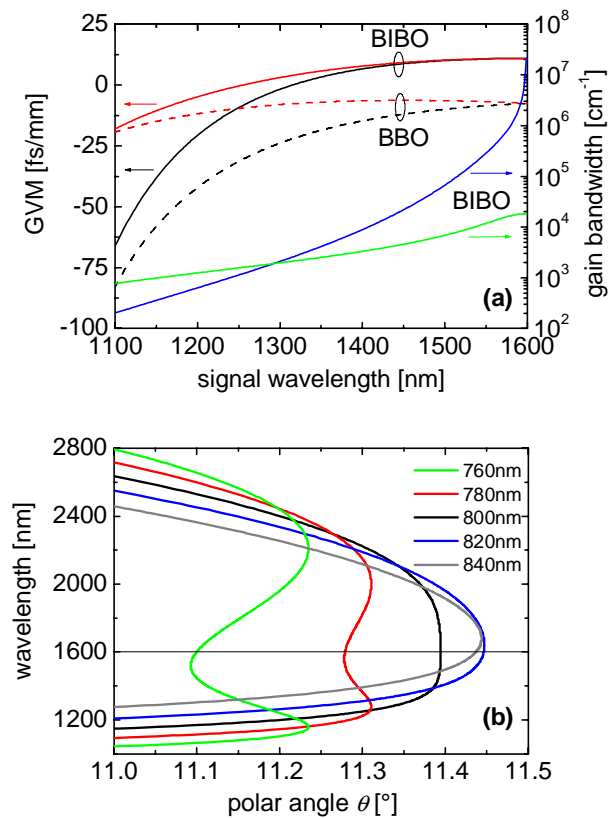 25
0
-25
-50
-75
-100
GVM [fs/mm]
BIBO
BBO
BIBO
(a)
10^8
10^7
10^6
10^5
10^4
10^3
10^2
gain bandwidth [cm^-1]
1100 1200 1300 1400 1500 1600
signal wavelength [nm]
2800
2400
2000
1600
1200
wavelength [nm]
760nm
780nm
800nm
820nm
840nm
(b)
11.0 11.1 11.2 11.3 11.4 11.5
polar angle θ [°]